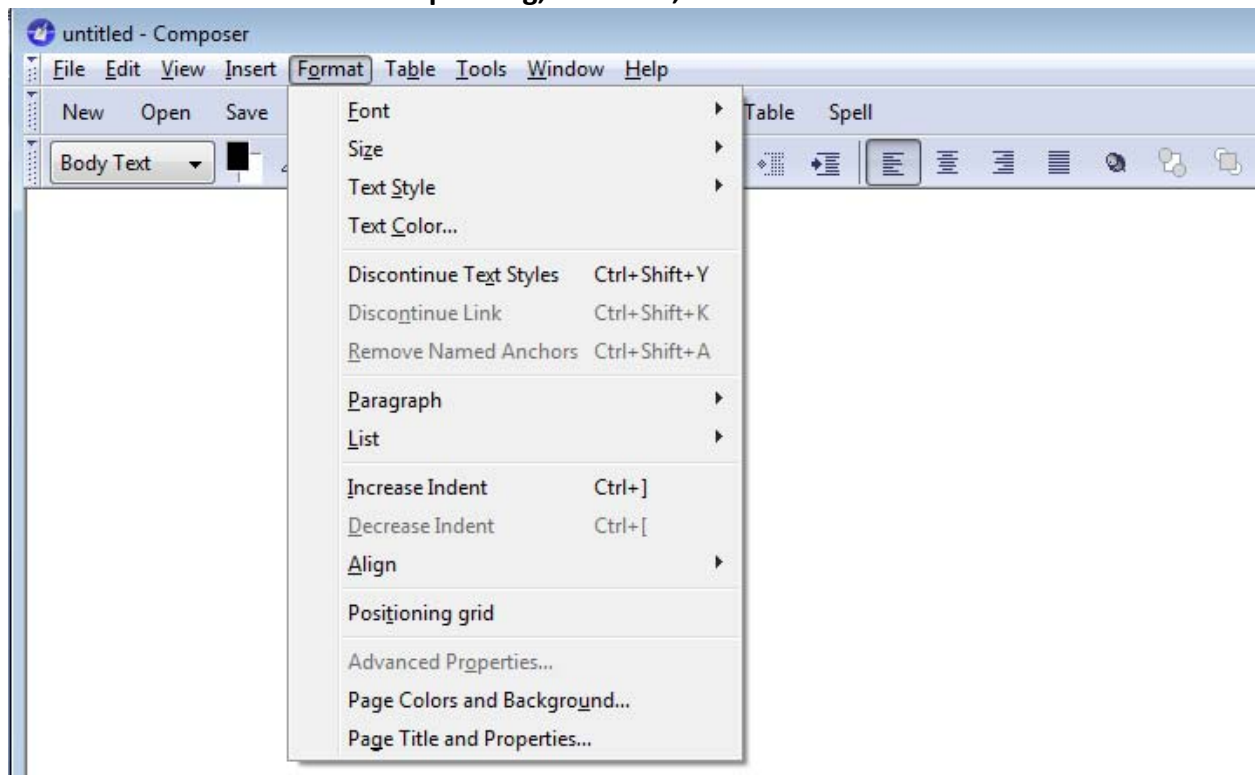 untitled - Composer
File Edit View Insert Format Table Tools Window Help
New Open Save Table Spell
Body Text
Font
Size
Text Style
Text Color...
Discontinue Text Styles Ctrl+Shift+Y
Discontinue Link Ctrl+Shift+K
Remove Named Anchors Ctrl+Shift+A
Paragraph
List
Increase Indent Ctrl+]
Decrease Indent Ctrl+[
Align
Positioning grid
Advanced Properties...
Page Colors and Background...
Page Title and Properties...